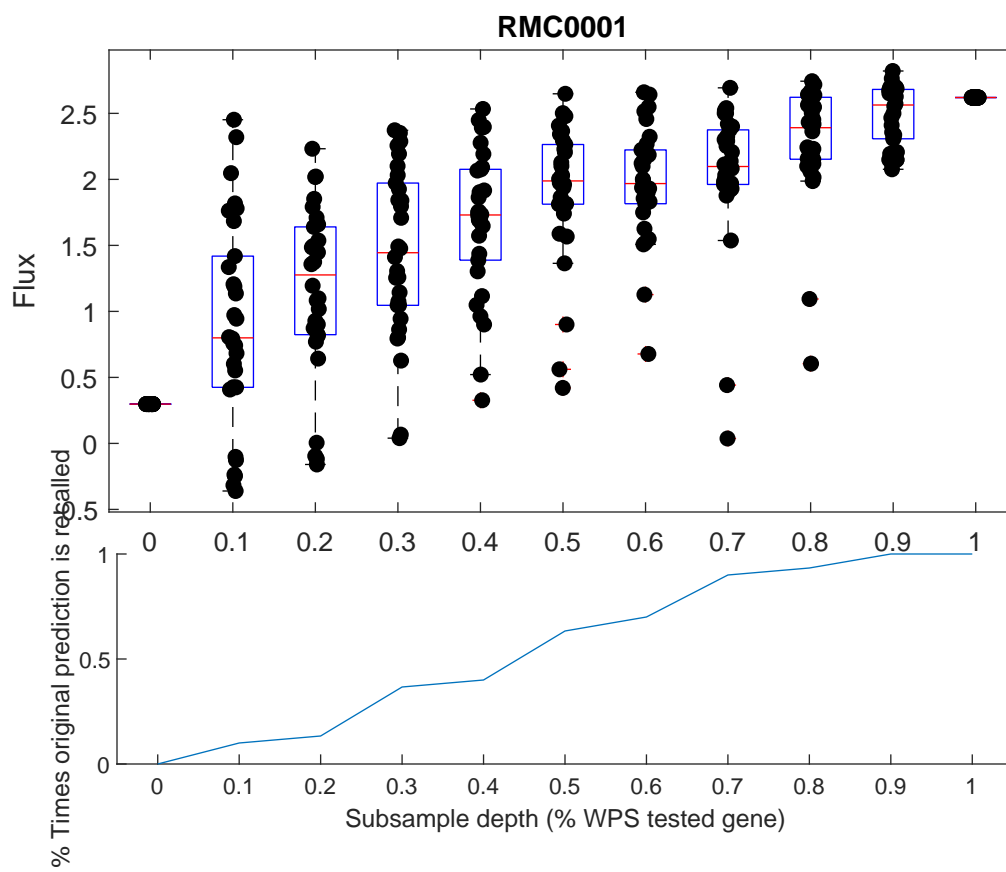 RMC0001
Flux
2.5
2
1.5
1
0.5
0
-0.5
0 0.1 0.2 0.3 0.4 0.5 0.6 0.7 0.8 0.9 1
% Times original prediction is recalled
1
0.5
0
0 0.1 0.2 0.3 0.4 0.5 0.6 0.7 0.8 0.9 1
Subsample depth (% WPS tested gene)